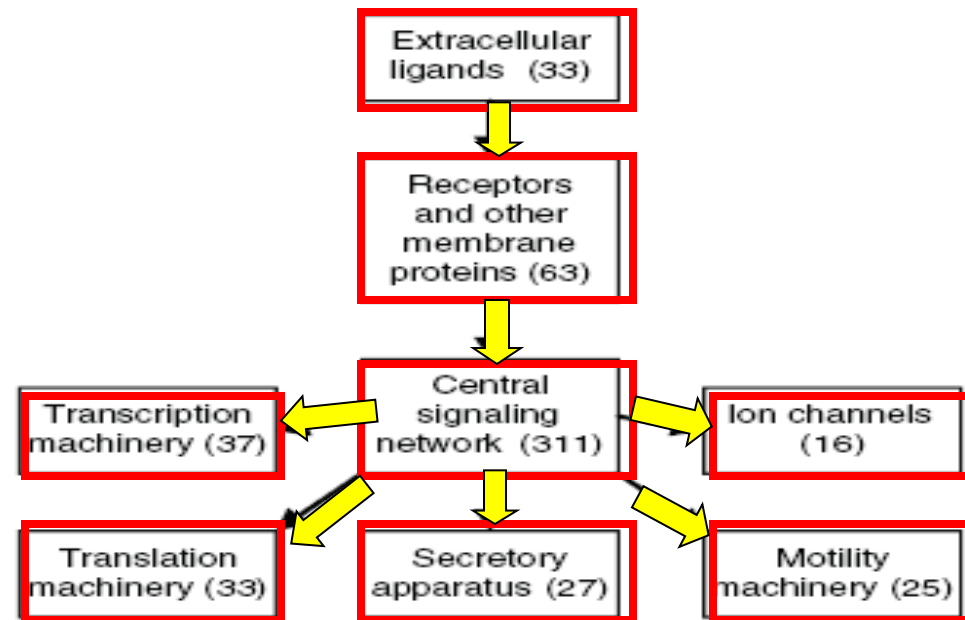 Extracellular
ligands (33)
Receptors
and other
membrane
proteins (63)
Central
signaling
network (311)
Transcription
machinery (37)
Ion channels
(16)
Translation
machinery (33)
Secretory
apparatus (27)
Motility
machinery (25)